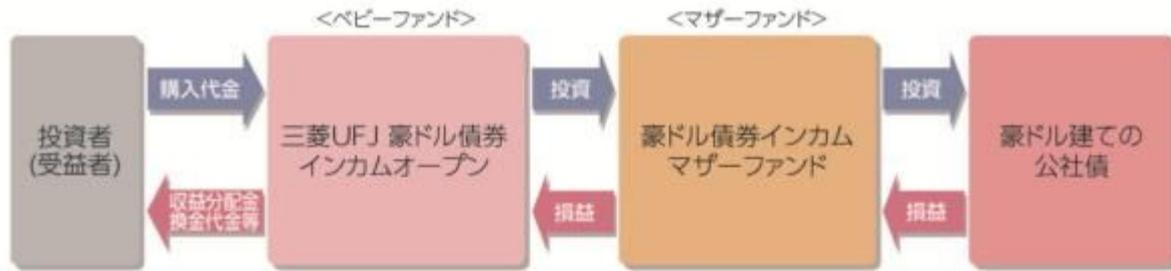 <ベビーファンド>
<マザーファンド>
投資者
(受益者)
購入代金
収益分配金
換金代金等
三菱UFJ 豪ドル債券
インカムオープン
投資
損益
豪ドル債券インカム
マザーファンド
投資
損益
豪ドル建ての
公社債